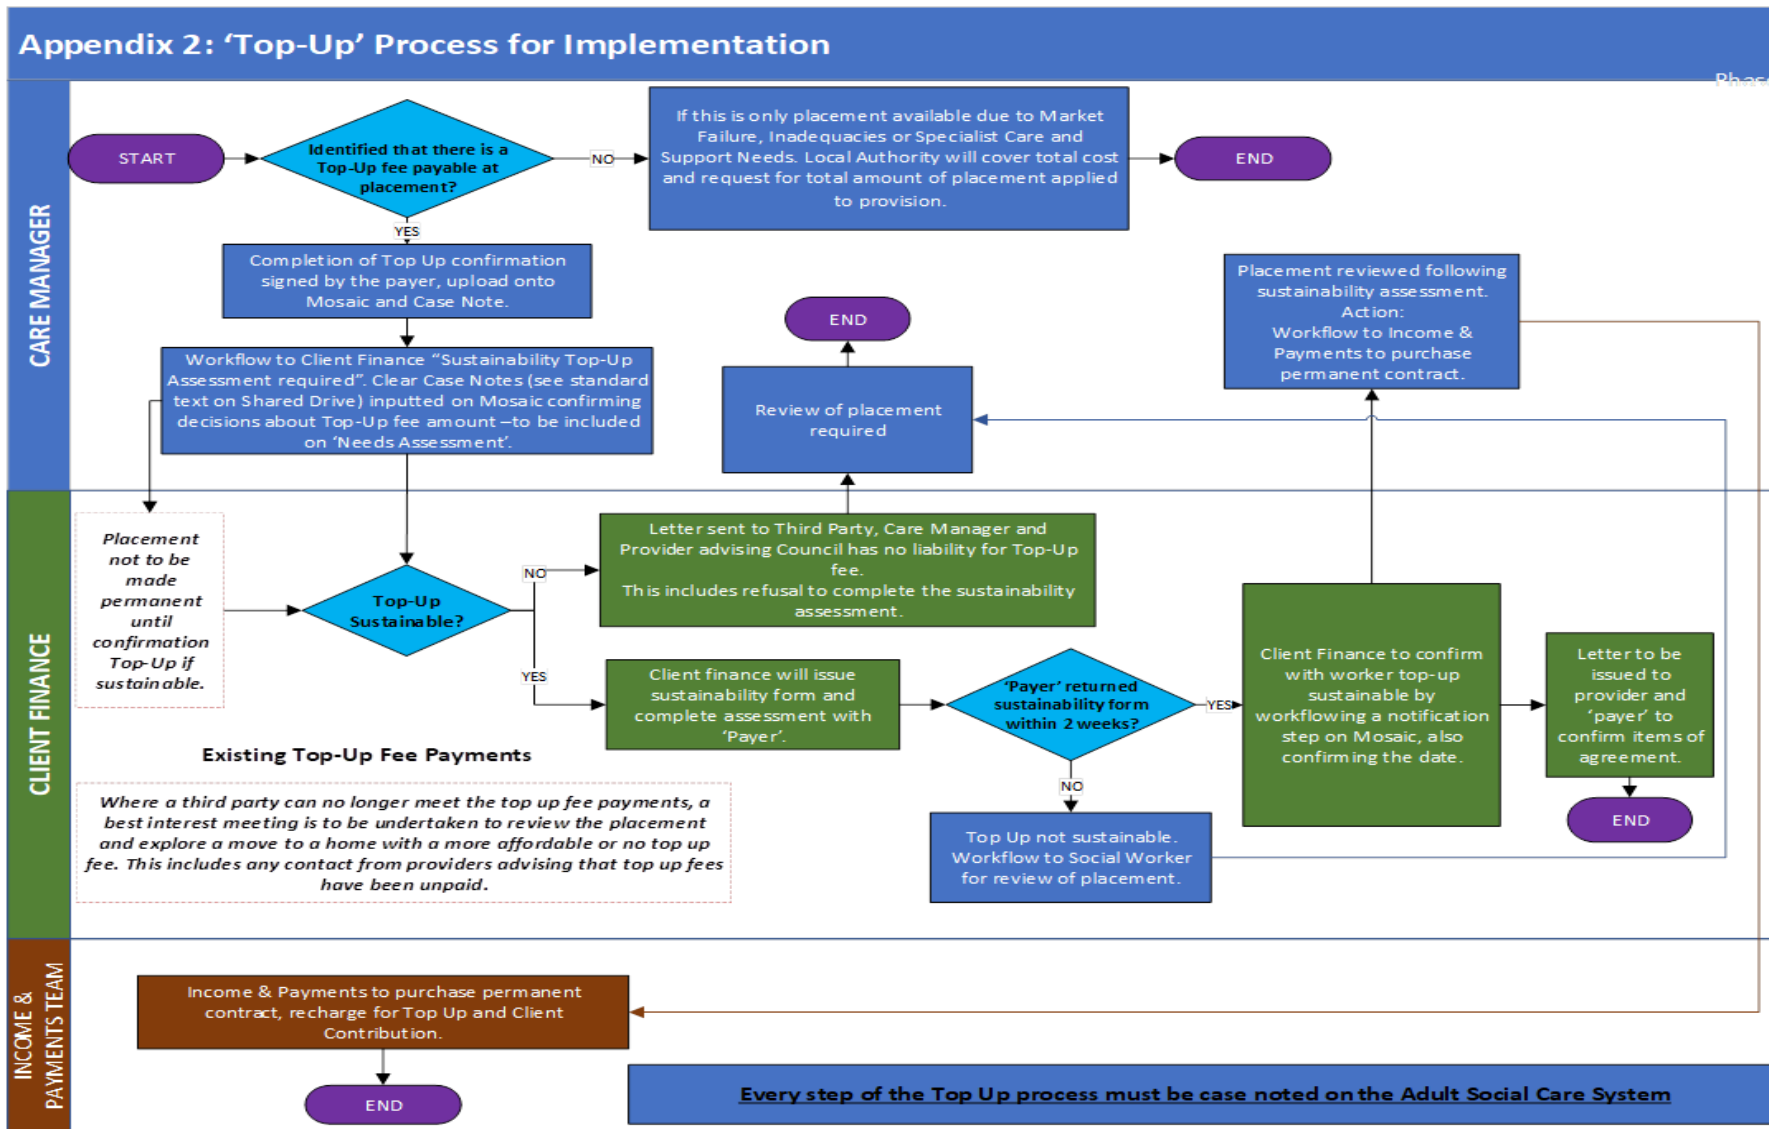 Appendix 2: ‘Top-Up’ Process for Implementation
Phase
CARE MANAGER
START
Identified that there is a
Top-Up fee payable at
placement?
NO
If this is only placement available due to Market
Failure, Inadequacies or Specialist Care and
Support Needs. Local Authority will cover total cost
and request for total amount of placement applied
to provision.
END
YES
Completion of Top Up confirmation
signed by the payer, upload onto
Mosaic and Case Note.
Workflow to Client Finance “Sustainability Top-Up
Assessment required”. Clear Case Notes (see standard
text on Shared Drive) inputted on Mosaic confirming
decisions about Top-Up fee amount –to be included
on ‘Needs Assessment’.
END
Review of placement
required
Placement reviewed following
sustainability assessment.
Action:
Workflow to Income &
Payments to purchase
permanent contract.
CLIENT FINANCE
Placement
not to be
made
permanent
until
confirmation
Top-Up if
sustainable.
Top-Up
Sustainable?
NO
Letter sent to Third Party, Care Manager and
Provider advising Council has no liability for Top-Up
fee.
This includes refusal to complete the sustainability
assessment.
YES
Client finance will issue
sustainability form and
complete assessment with
‘Payer’.
‘Payer’ returned
sustainability form
within 2 weeks?
YES
Client Finance to confirm
with worker top-up
sustainable by
workflowing a notification
step on Mosaic, also
confirming the date.
Letter to be
issued to
provider and
‘payer’ to
confirm items of
agreement.
END
NO
Top Up not sustainable.
Workflow to Social Worker
for review of placement.
Existing Top-Up Fee Payments
Where a third party can no longer meet the top up fee payments, a
best interest meeting is to be undertaken to review the placement
and explore a move to a home with a more affordable or no top up
fee. This includes any contact from providers advising that top up fees
have been unpaid.
INCOME &
PAYMENTS TEAM
Income & Payments to purchase permanent
contract, recharge for Top Up and Client
Contribution.
END
Every step of the Top Up process must be case noted on the Adult Social Care System